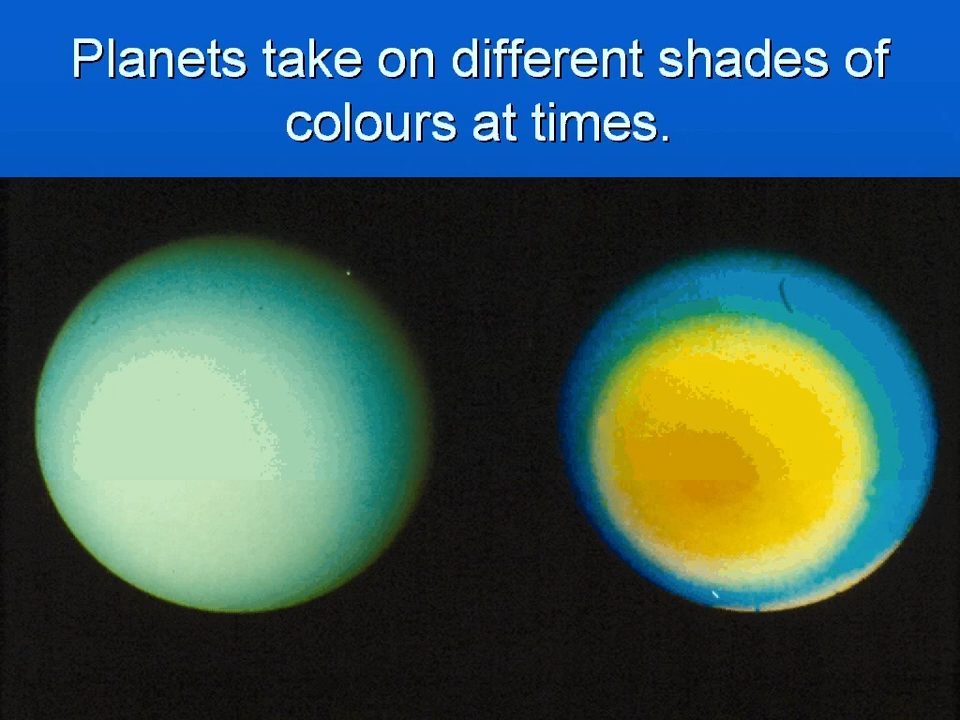 Planets take on different shades of
colours at times.